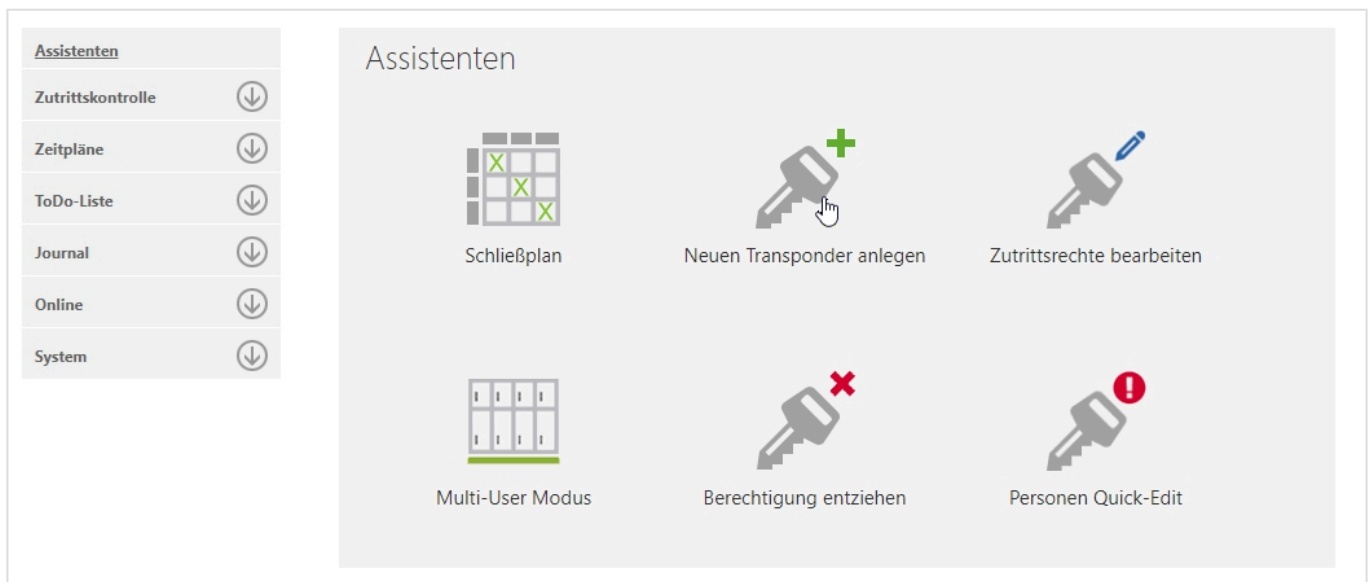 Assistenten
Zutrittskontrolle
Zeitpläne
ToDo-Liste
Journal
Online
System
Assistenten
Schließplan
Neuen Transponder anlegen
Zutrittsrechte bearbeiten
Multi-User Modus
Berechtigung entziehen
Personen Quick-Edit